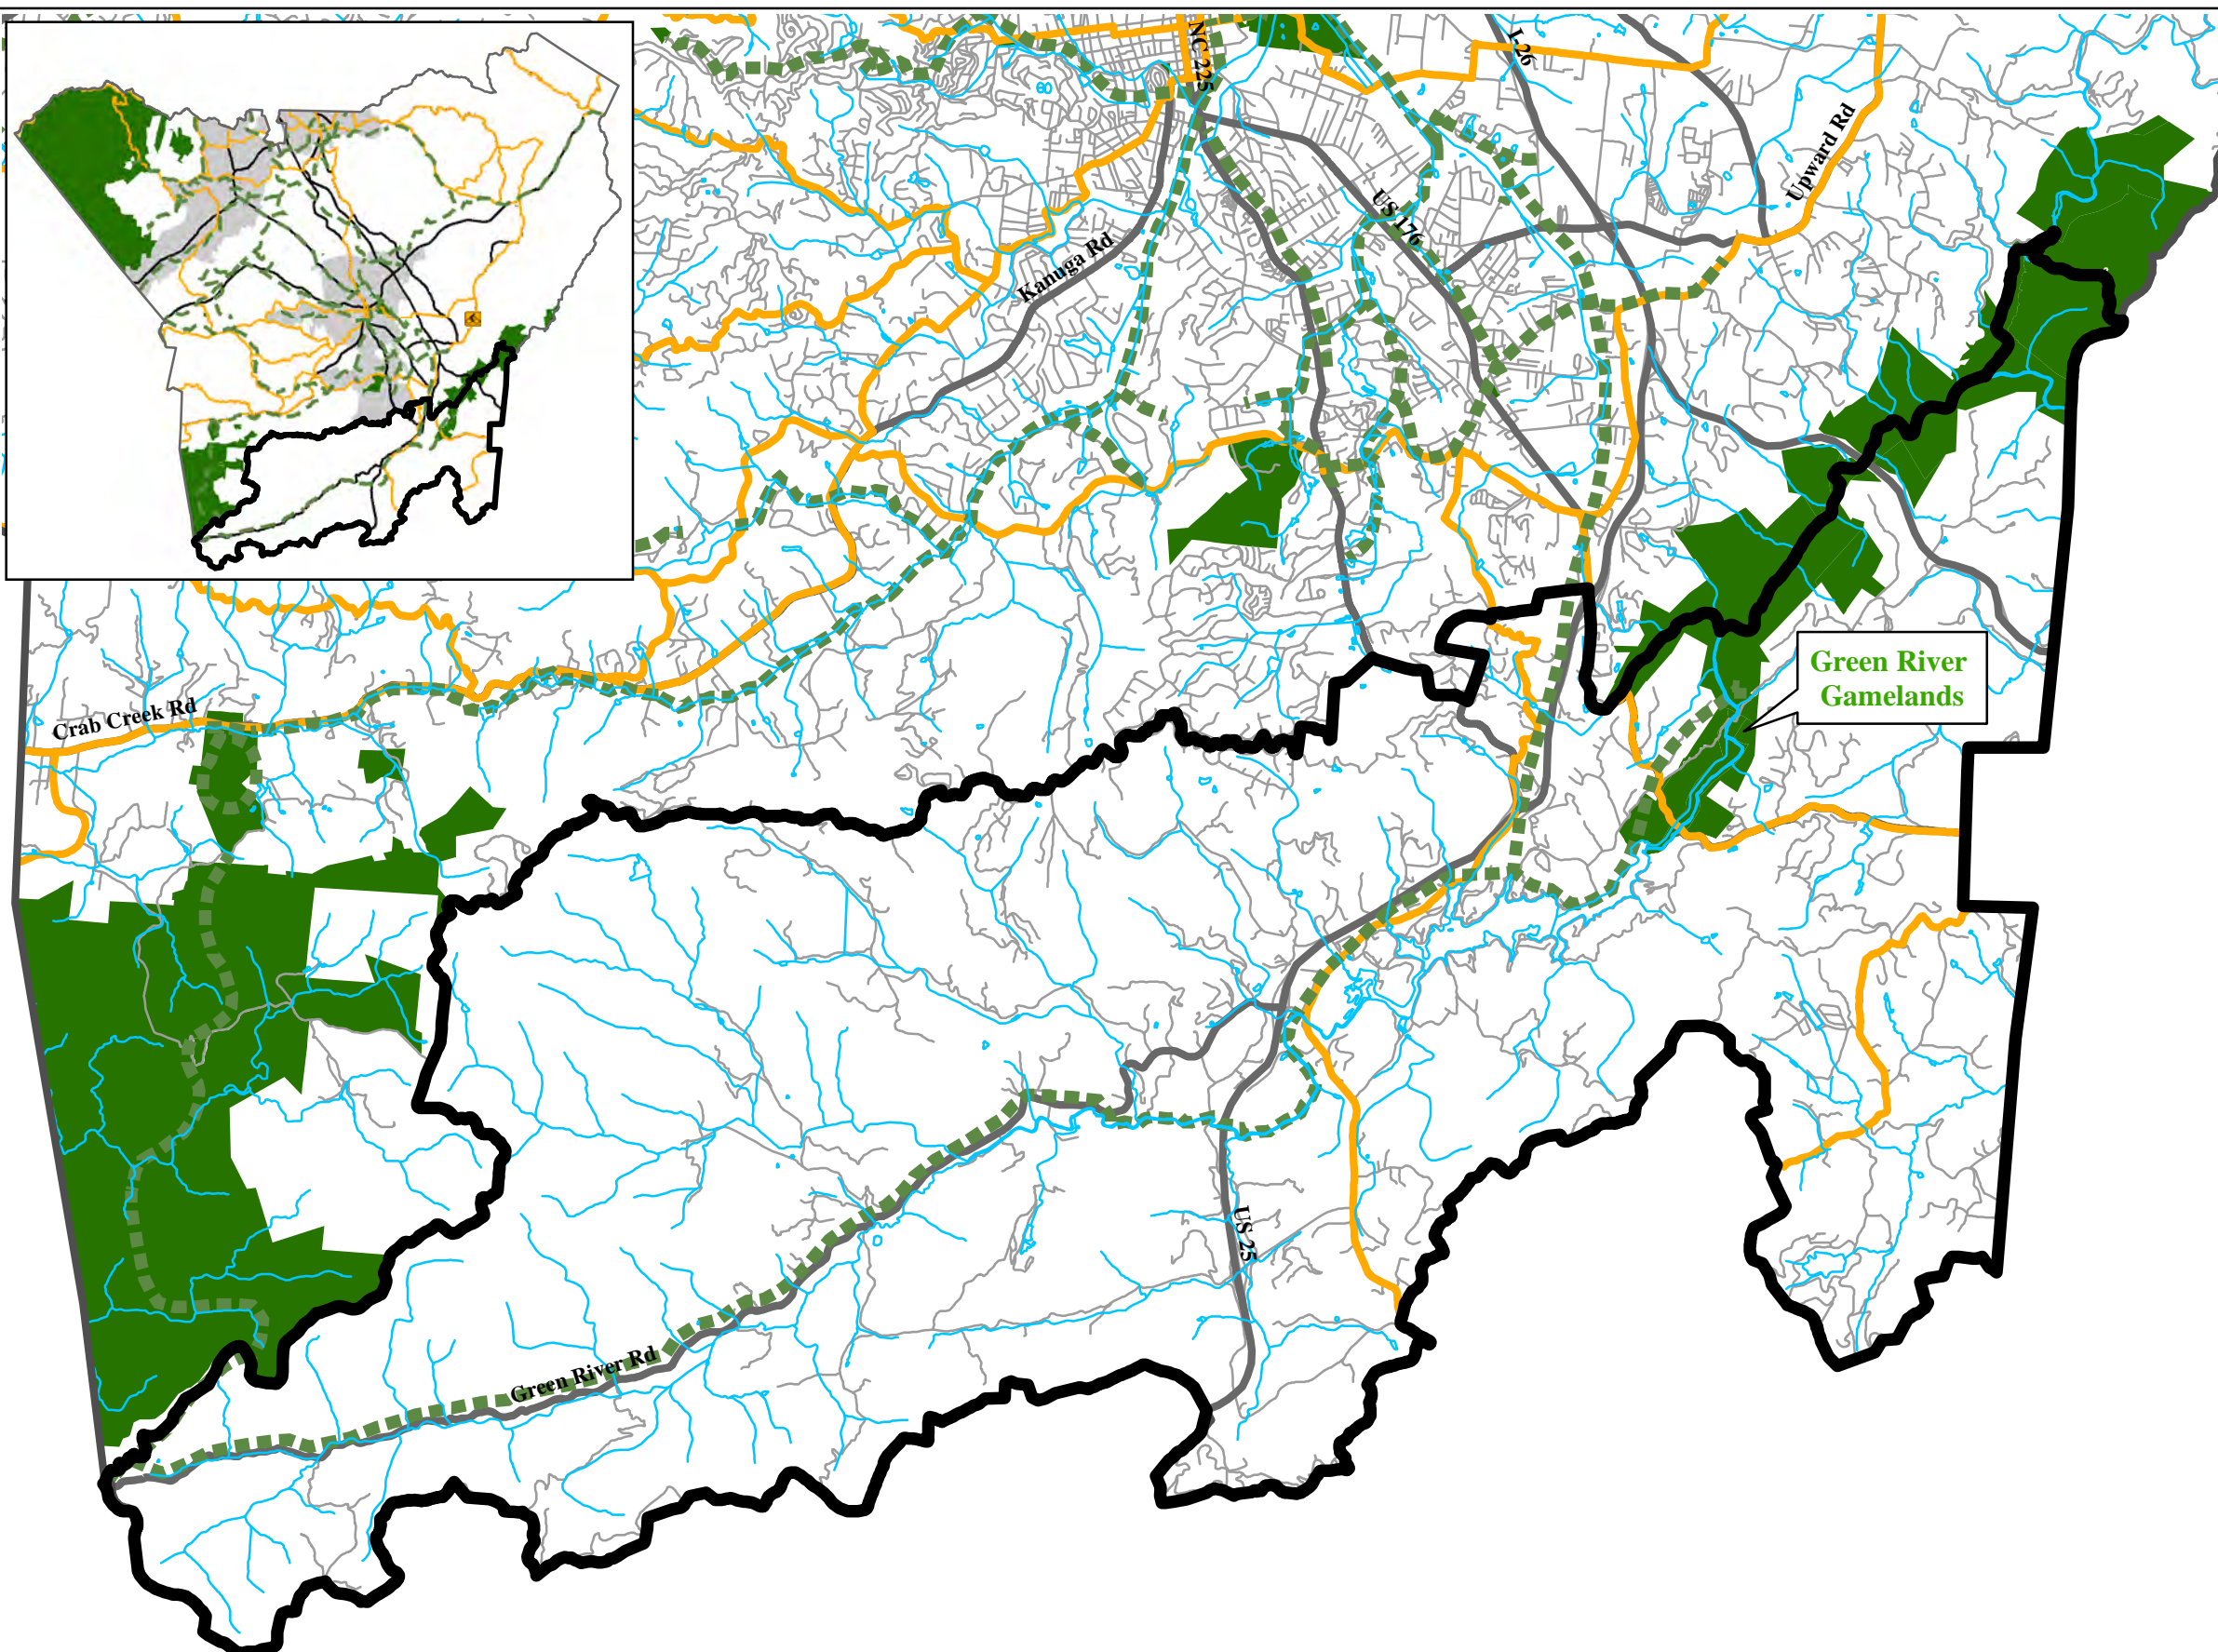 NC 225
I-26
Upward Rd
US 176
Kanuga Rd
Green River
Gamelands
Crab Creek Rd
US 25
Green River Rd